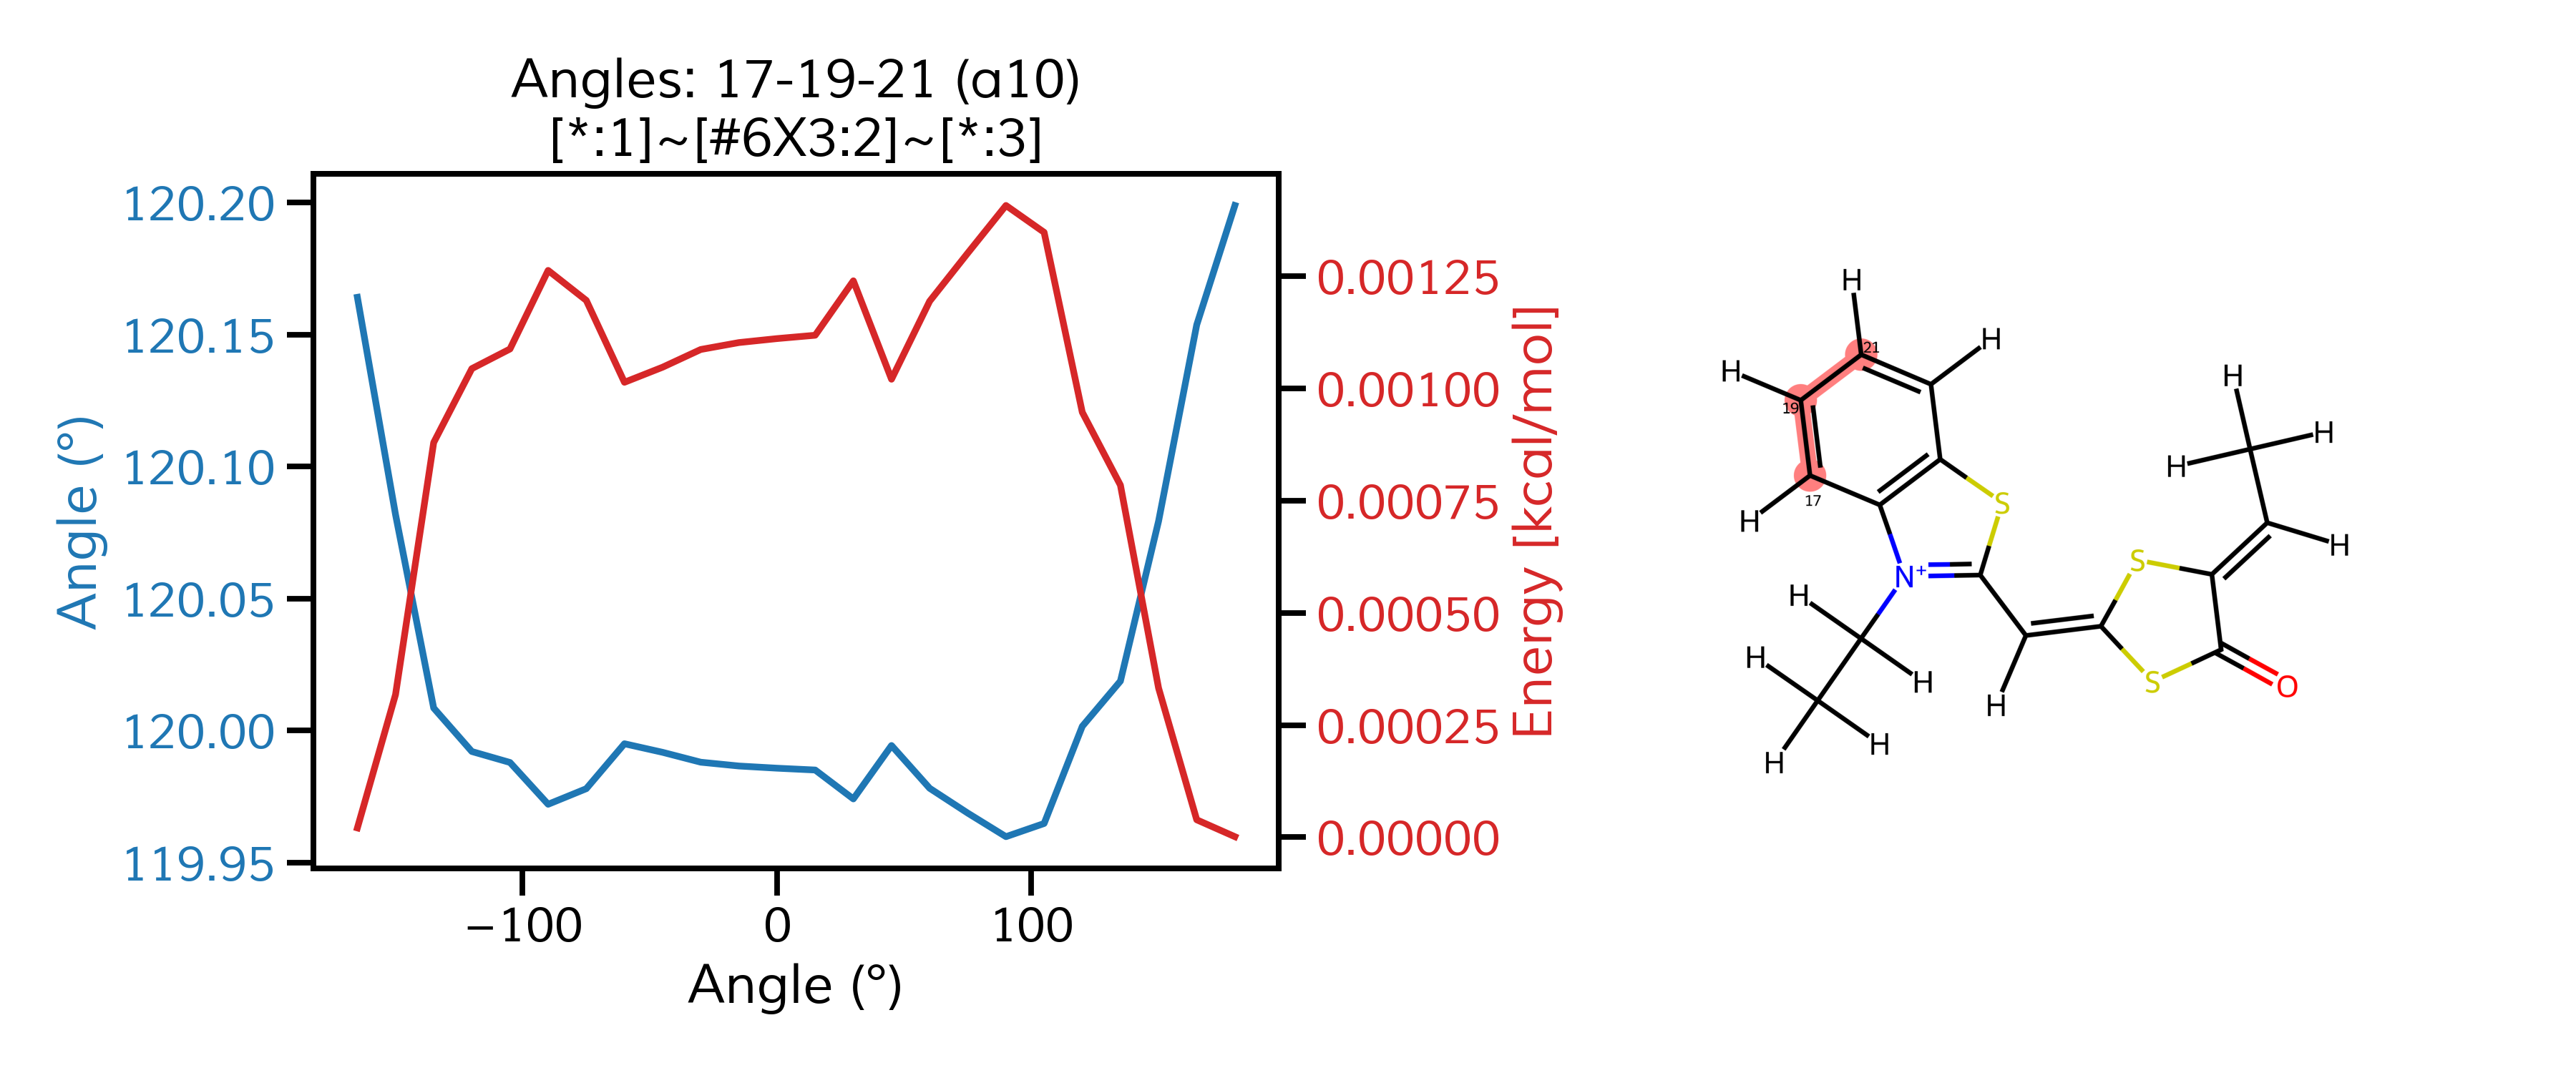 Angles: 17-19-21 (a10)
[*:1]~[#6X3:2]~[*:3]
120.20
120.15
120.10
120.05
120.00
119.95
Angle (°)
−100
0
100
Angle (°)
0.00125
0.00100
0.00075
0.00050
0.00025
0.00000
Energy [kcal/mol]
H
H
21
H
19
H
17
S
N⁺
H
H
H
H
H
H
H
H
H
H
S
S
O